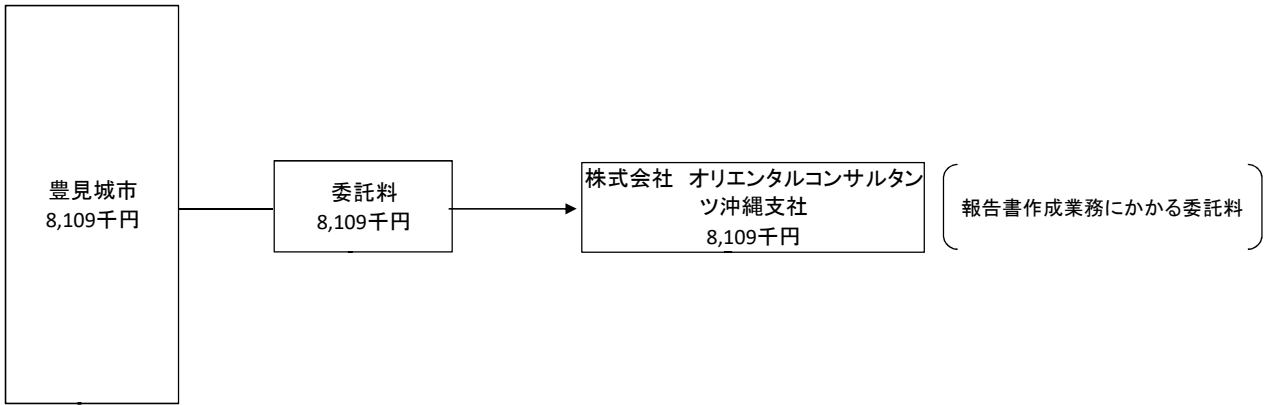 豊見城市
8,109千円
委託料
8,109千円
株式会社　オリエンタルコンサルタン
ツ沖縄支社
8,109千円
報告書作成業務にかかる委託料